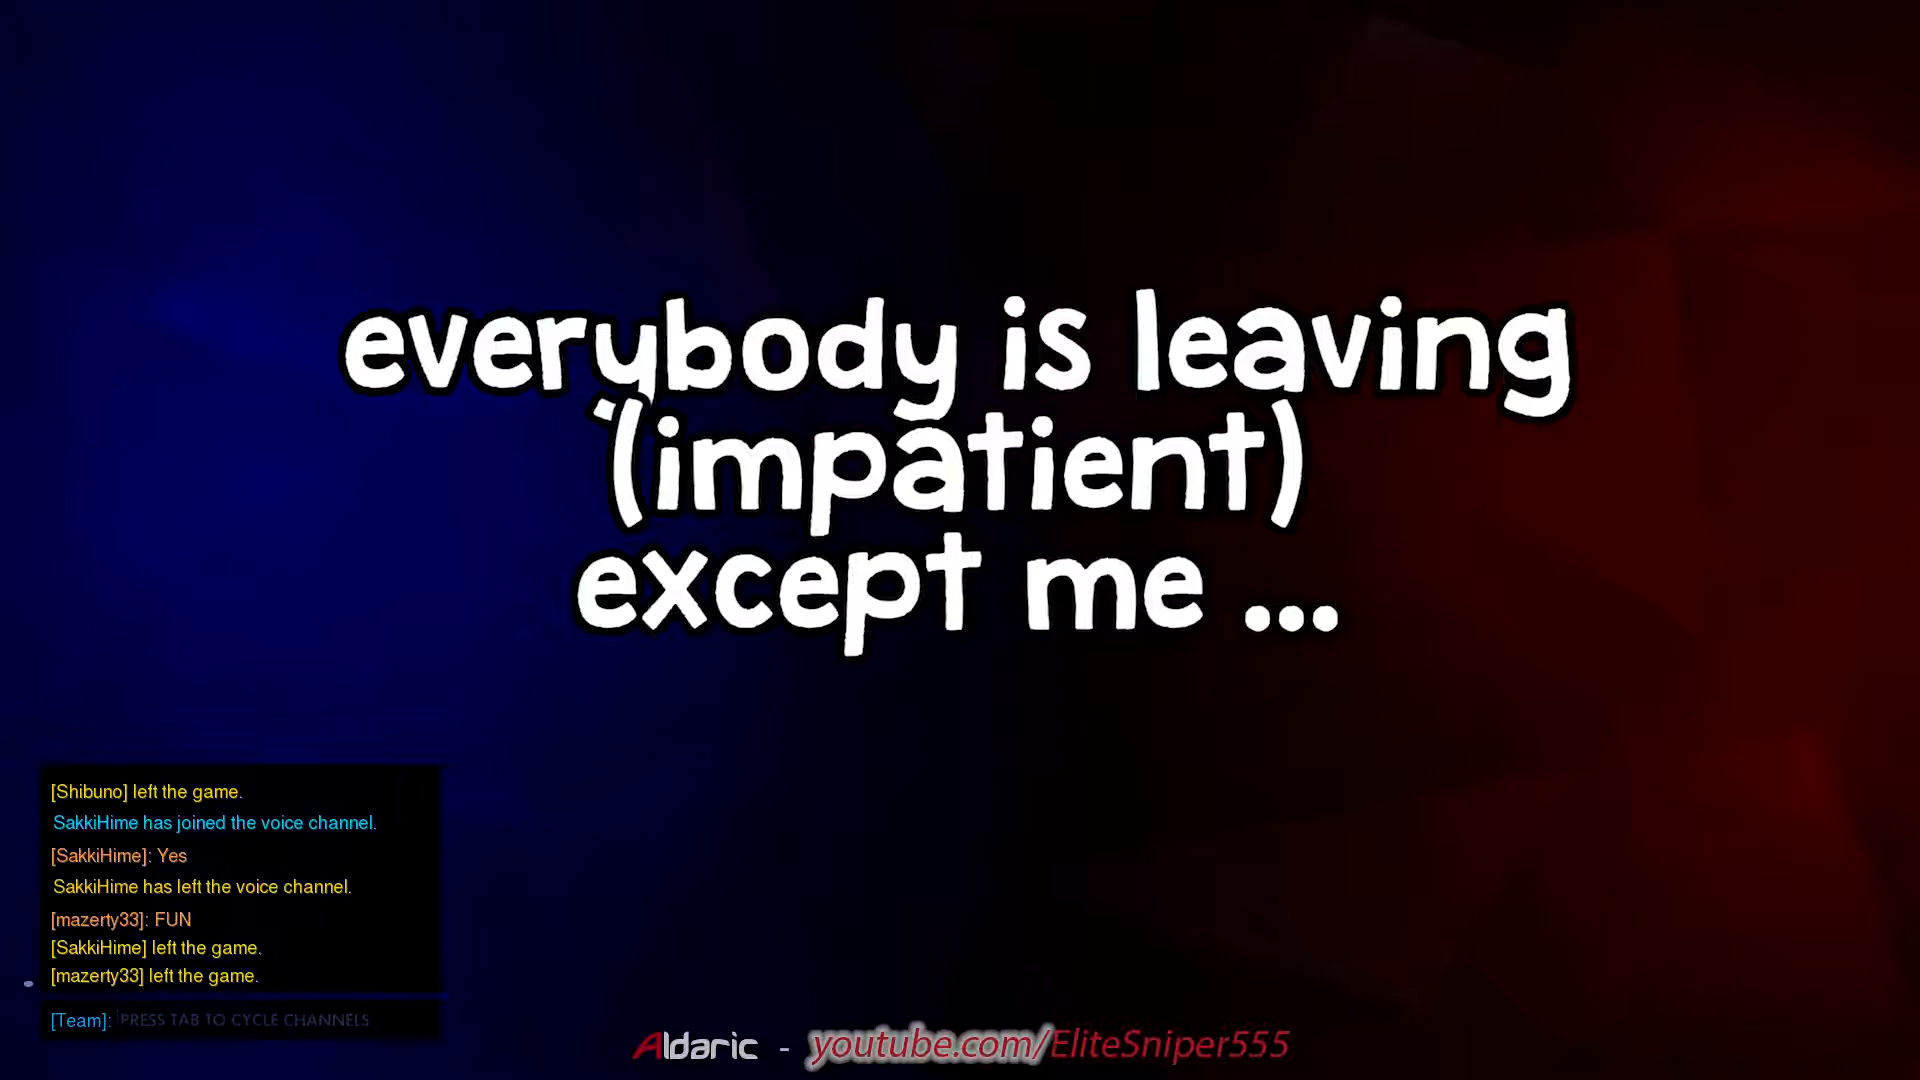 everybody is leaving
(impatient)
except me ...
[Shibuno] left the game.
SakkiHime has joined the voice channel.
[SakkiHime]: Yes
SakkiHime has left the voice channel.
[mazerty33]: FUN
[SakkiHime] left the game.
[mazerty33] left the game.
[Team]: PRESS TAB TO CYCLE CHANNELS
Aldaric - youtube.com/EliteSniper555